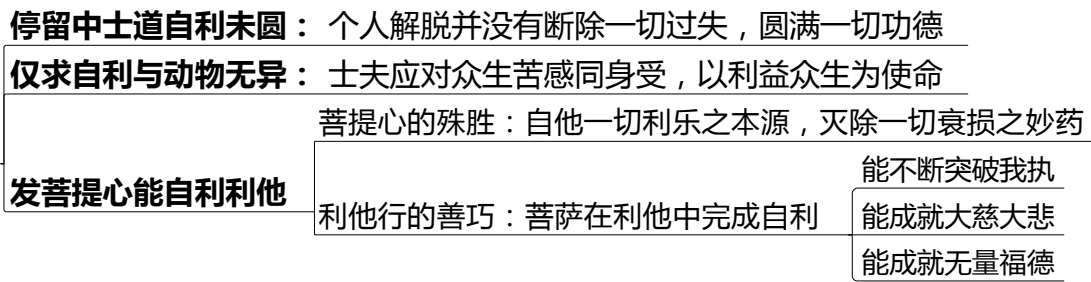 停留中士道自利未圆：个人解脱并没有断除一切过失，圆满一切功德
仅求自利与动物无异：士夫应对众生苦感同身受，以利益众生为使命
发菩提心能自利利他
菩提心的殊胜：自他一切利乐之本源，灭除一切衰损之妙药
利他行的善巧：菩萨在利他中完成自利
能不断突破我执
能成就大慈大悲
能成就无量福德